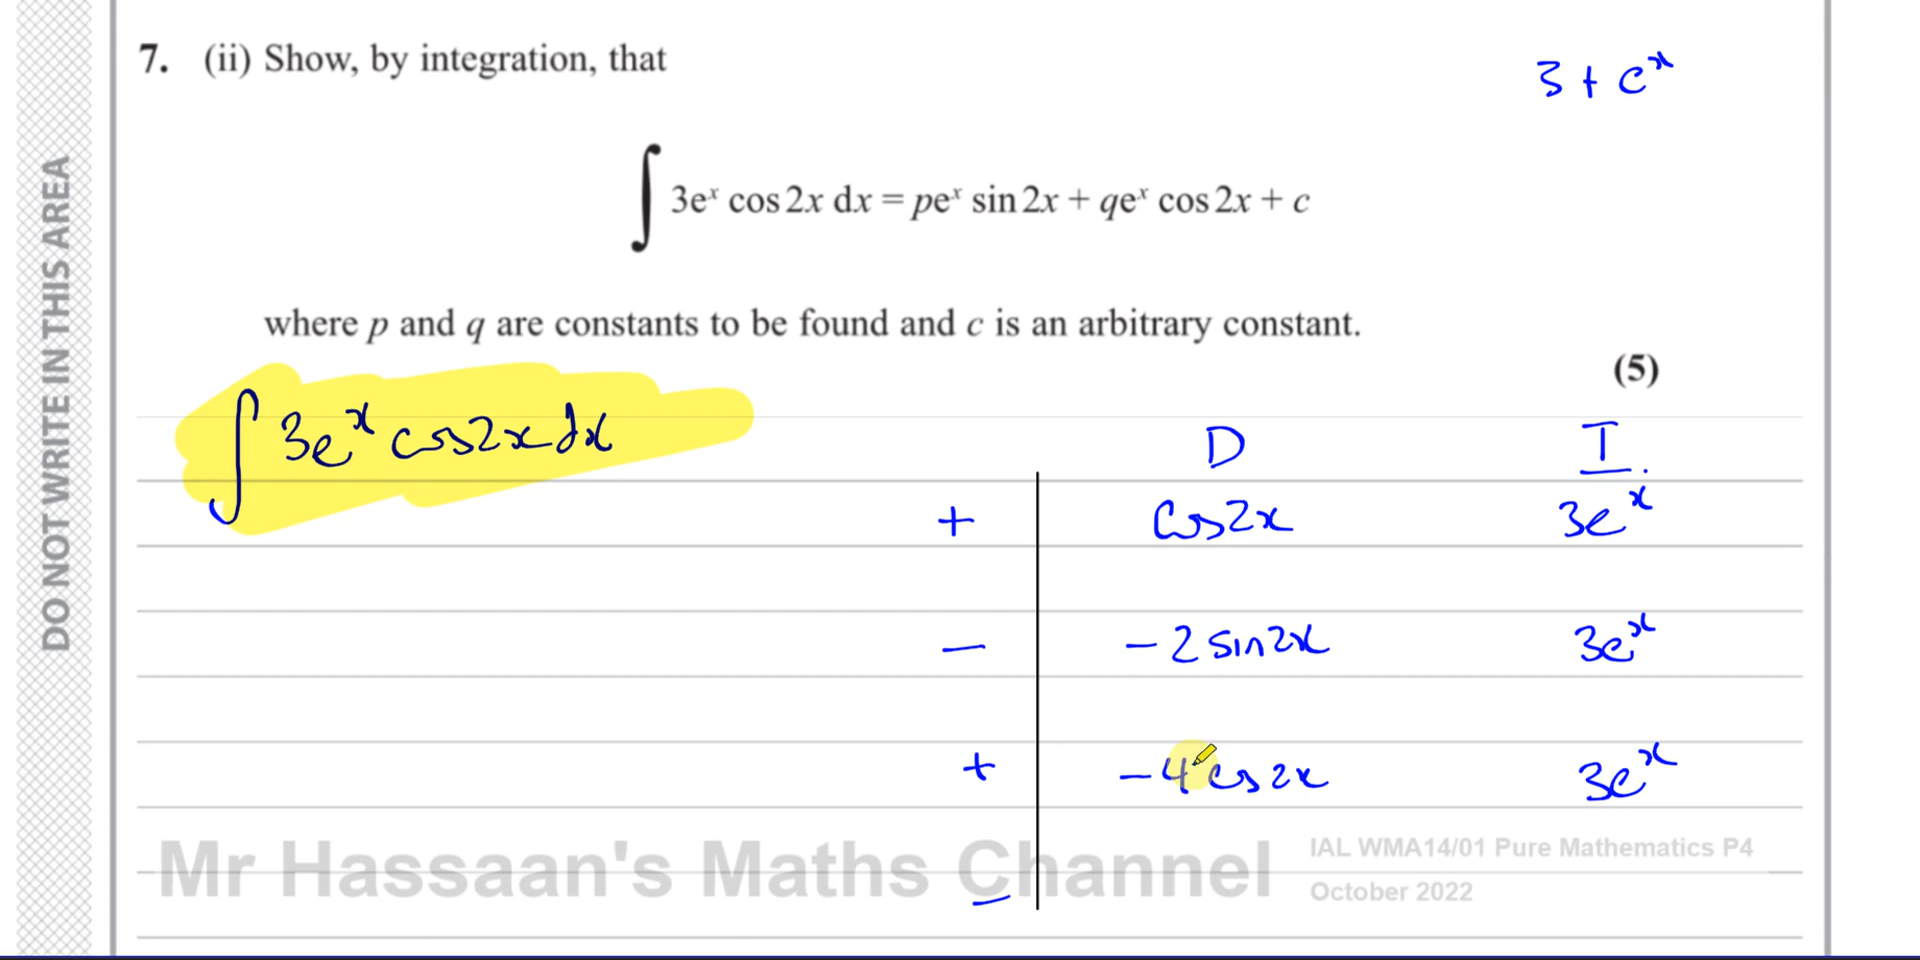 DO NOT WRITE IN THIS AREA
7. (ii) Show, by integration, that
3 + e^x
∫ 3e^x cos 2x dx = pe^x sin 2x + qe^x cos 2x + c
where p and q are constants to be found and c is an arbitrary constant.
(5)
∫ 3e^x cos2x dx
D I
+ cos2x 3e^x
− −2 sin2x 3e^x
+ −4cos2x 3e^x
−
Mr Hassaan's Maths Channel
IAL WMA14/01 Pure Mathematics P4
October 2022